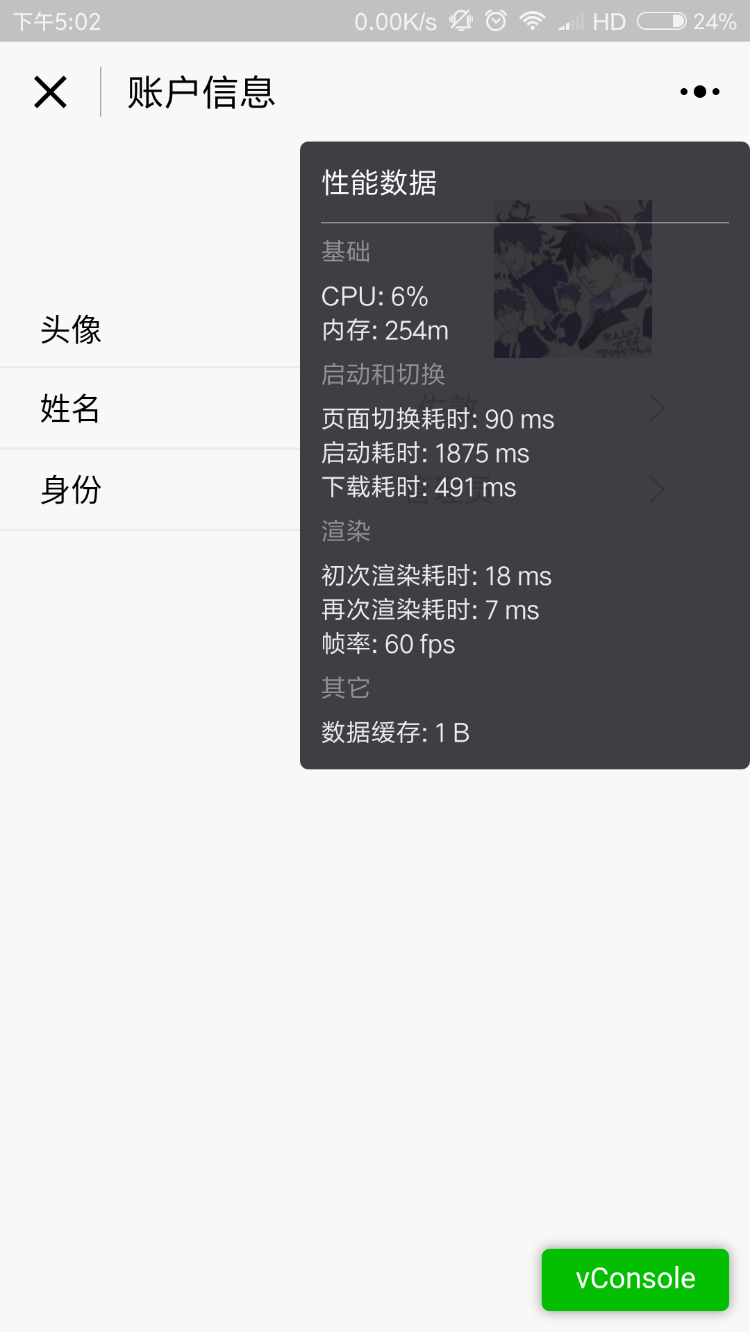 下午5:02
0.00K/s HD 24%
账户信息
性能数据
基础
CPU: 6%
内存: 254m
头像
启动和切换
姓名
页面切换耗时: 90 ms
启动耗时: 1875 ms
身份
下载耗时: 491 ms
渲染
初次渲染耗时: 18 ms
再次渲染耗时: 7 ms
帧率: 60 fps
其它
数据缓存: 1 B
vConsole